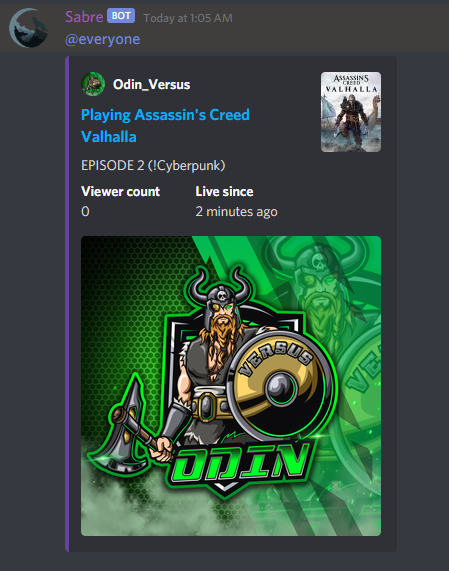 Sabre BOT Today at 1:05 AM
@everyone
Odin_Versus
Playing Assassin's Creed
Valhalla
ASSASSIN'S
CREED
VALHALLA
EPISODE 2 (!Cyberpunk)
Viewer count Live since
0 2 minutes ago
VERSUS
ODIN